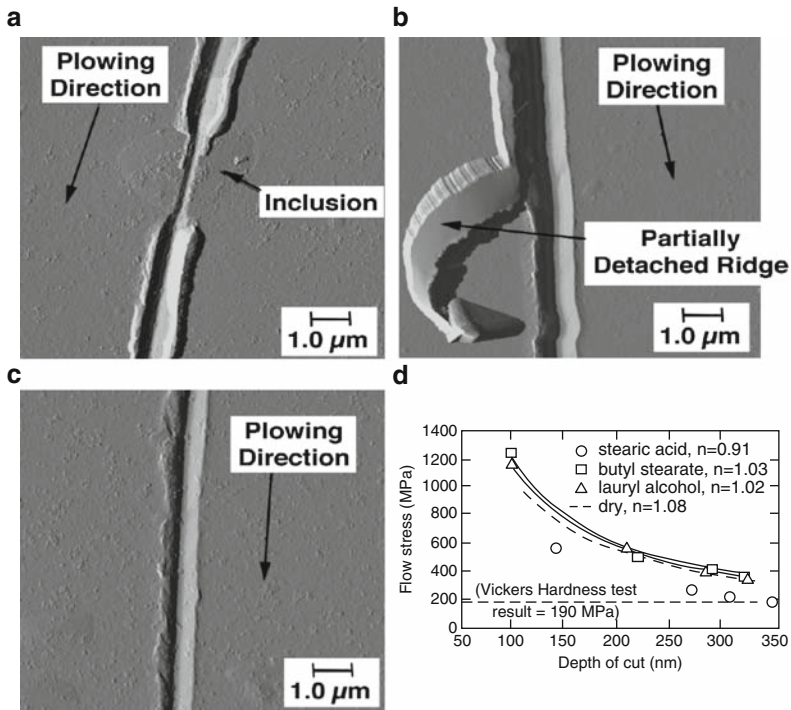 a
Plowing
Direction
Inclusion
1.0 µm
b
Plowing
Direction
Partially
Detached Ridge
1.0 µm
c
Plowing
Direction
1.0 µm
d
Flow stress (MPa)
1400
1200
1000
800
600
400
200
0
stearic acid, n=0.91
butyl stearate, n=1.03
lauryl alcohol, n=1.02
dry, n=1.08
(Vickers Hardness test
result = 190 MPa)
50 100 150 200 250 300 350
Depth of cut (nm)